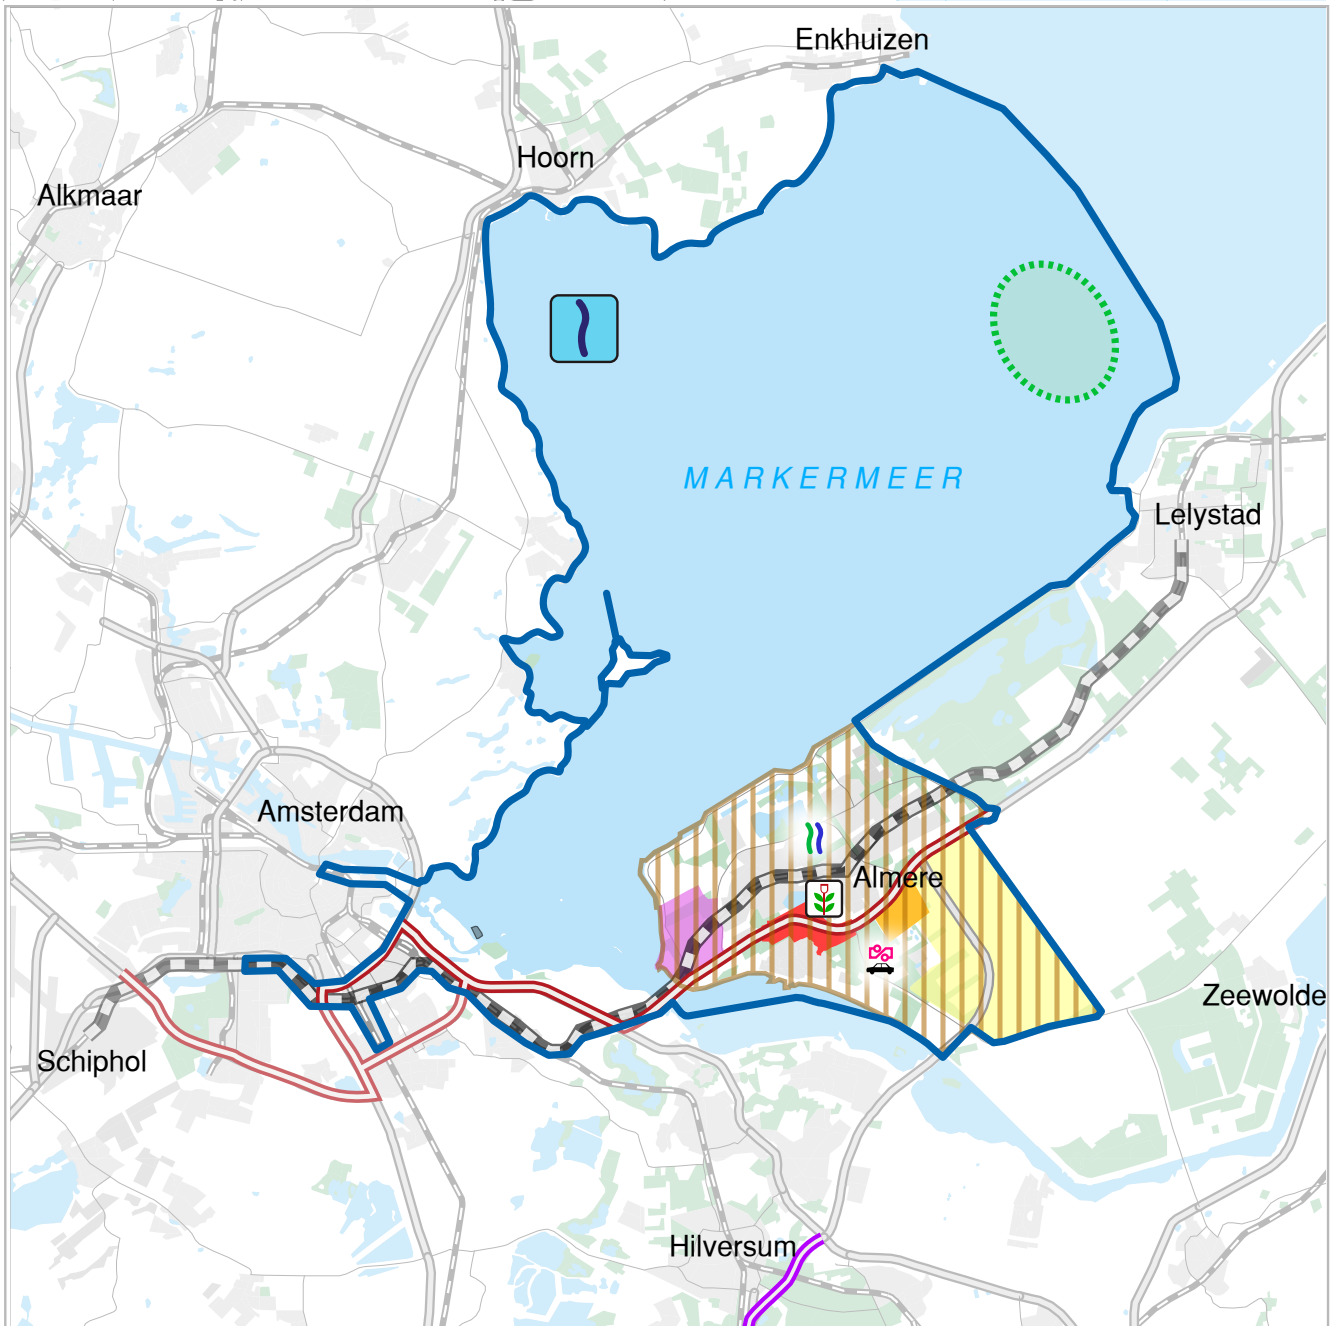 Enkhuizen
Hoorn
Alkmaar
MARKERMEER
Lelystad
Amsterdam
Almere
Zeewolde
Schiphol
Hilversum